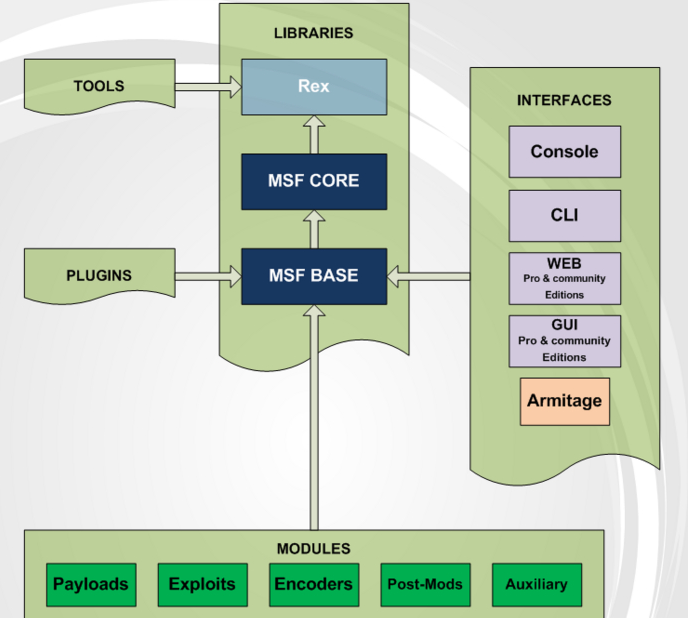 LIBRARIES
TOOLS
Rex
MSF CORE
PLUGINS
MSF BASE
INTERFACES
Console
CLI
WEB
Pro & community
Editions
GUI
Pro & community
Editions
Armitage
MODULES
Payloads
Exploits
Encoders
Post-Mods
Auxiliary